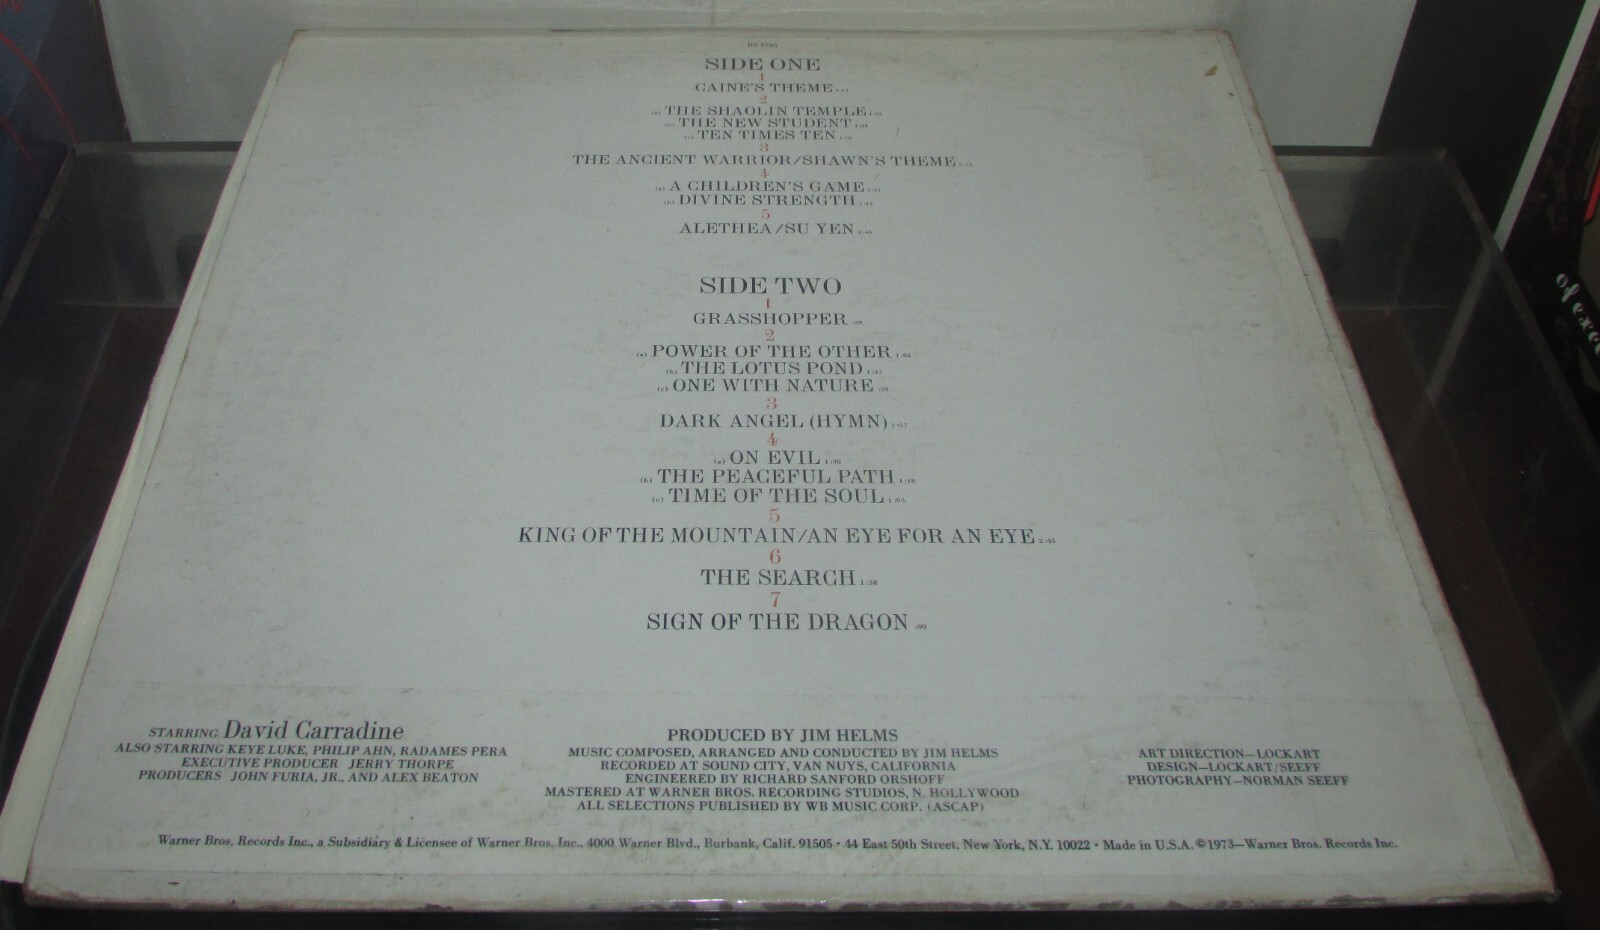 SIDE ONE
1
CAINE'S THEME
2
THE SHAOLIN TEMPLE
THE NEW STUDENT
TEN TIMES TEN
3
THE ANCIENT WARRIOR/SHAWN'S THEME
4
(a) A CHILDREN'S GAME
(b) DIVINE STRENGTH
5
ALETHEA/SU YEN
SIDE TWO
1
GRASSHOPPER
2
(a) POWER OF THE OTHER
(b) THE LOTUS POND
(c) ONE WITH NATURE
3
DARK ANGEL (HYMN) 1:57
4
(a) ON EVIL
(b) THE PEACEFUL PATH
(c) TIME OF THE SOUL
5
KING OF THE MOUNTAIN/AN EYE FOR AN EYE 2:45
6
THE SEARCH
7
SIGN OF THE DRAGON :09
STARRING David Carradine
ALSO STARRING KEYE LUKE, PHILIP AHN, RADAMES PERA
EXECUTIVE PRODUCER JERRY THORPE
PRODUCERS JOHN FURIA, JR., AND ALEX BEATON
PRODUCED BY JIM HELMS
MUSIC COMPOSED, ARRANGED AND CONDUCTED BY JIM HELMS
RECORDED AT SOUND CITY, VAN NUYS, CALIFORNIA
ENGINEERED BY RICHARD SANFORD ORSHOFF
MASTERED AT WARNER BROS. RECORDING STUDIOS, N. HOLLYWOOD
ALL SELECTIONS PUBLISHED BY WB MUSIC CORP. (ASCAP)
ART DIRECTION—LOCKART
DESIGN—LOCKART/SEEFF
PHOTOGRAPHY—NORMAN SEEFF
Warner Bros. Records Inc., a Subsidiary & Licensee of Warner Bros. Inc., 4000 Warner Blvd., Burbank, Calif. 91505 • 44 East 50th Street, New York, N.Y. 10022 • Made in U.S.A. ©1973—Warner Bros. Records Inc.
of